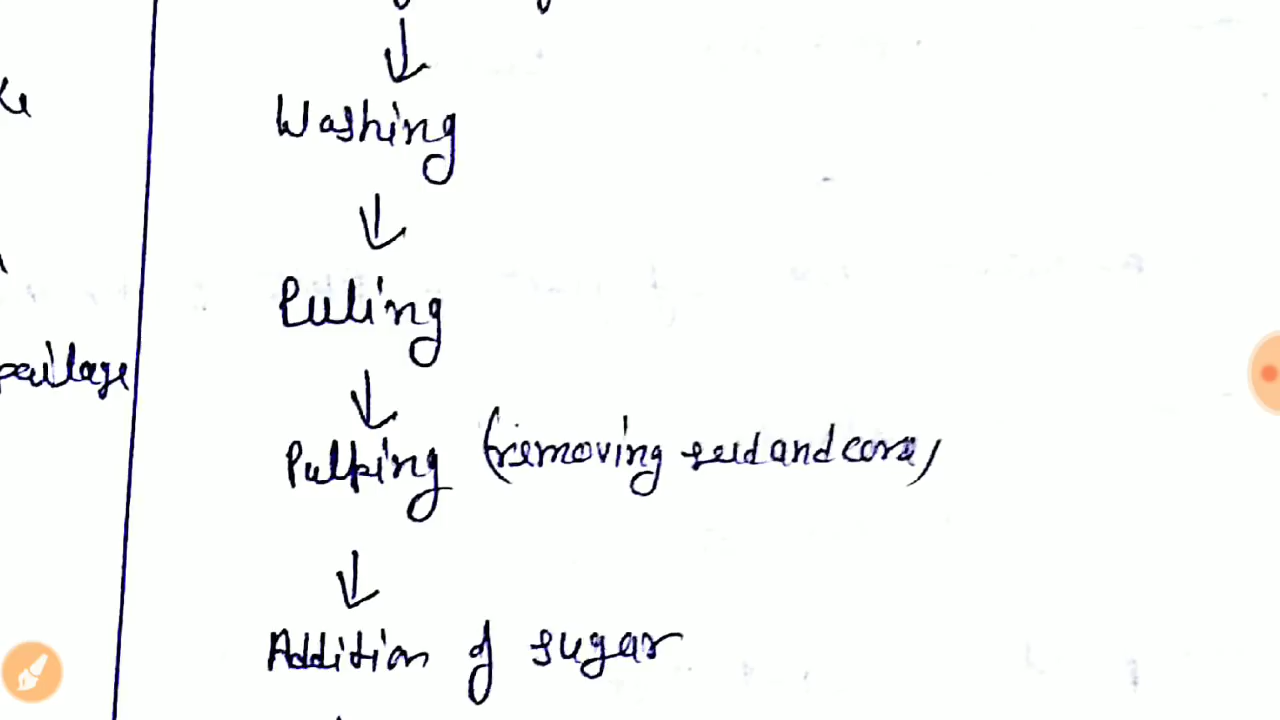 ↓
Washing
↓
Peeling
↓
Pulping (removing seed and core)
↓
Addition of sugar